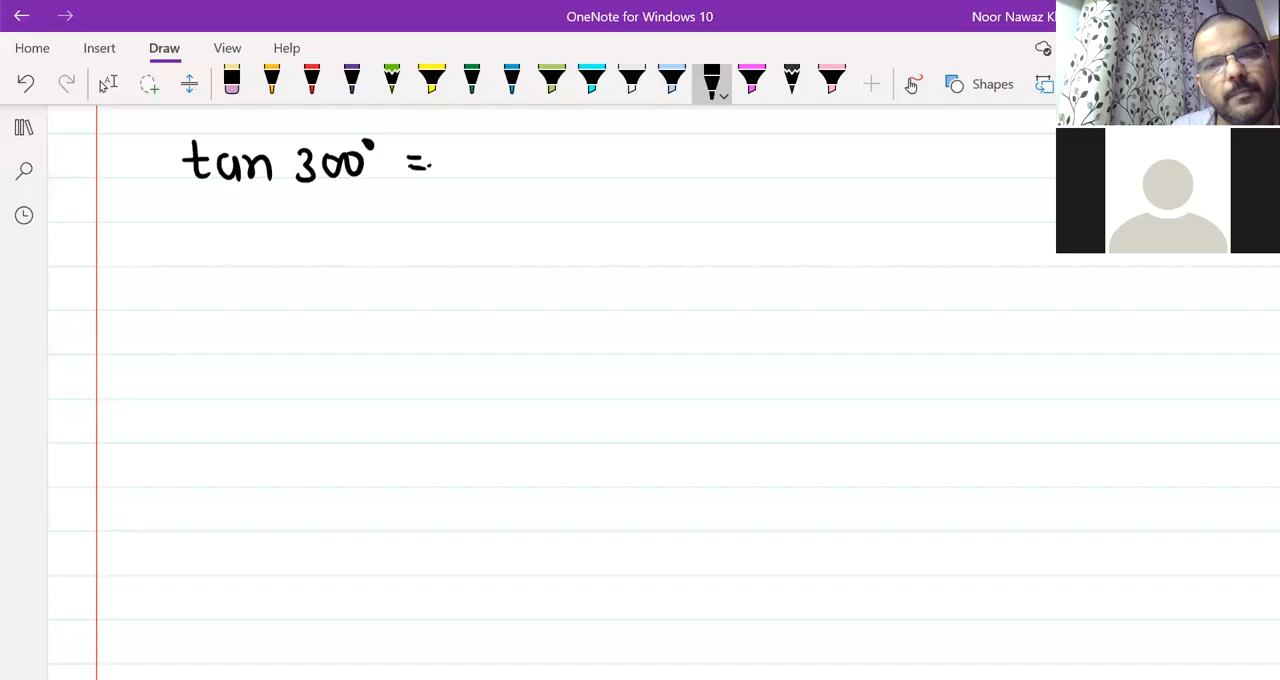 OneNote for Windows 10
Noor Nawaz K
Home Insert Draw View Help
Shapes
tan 300° =